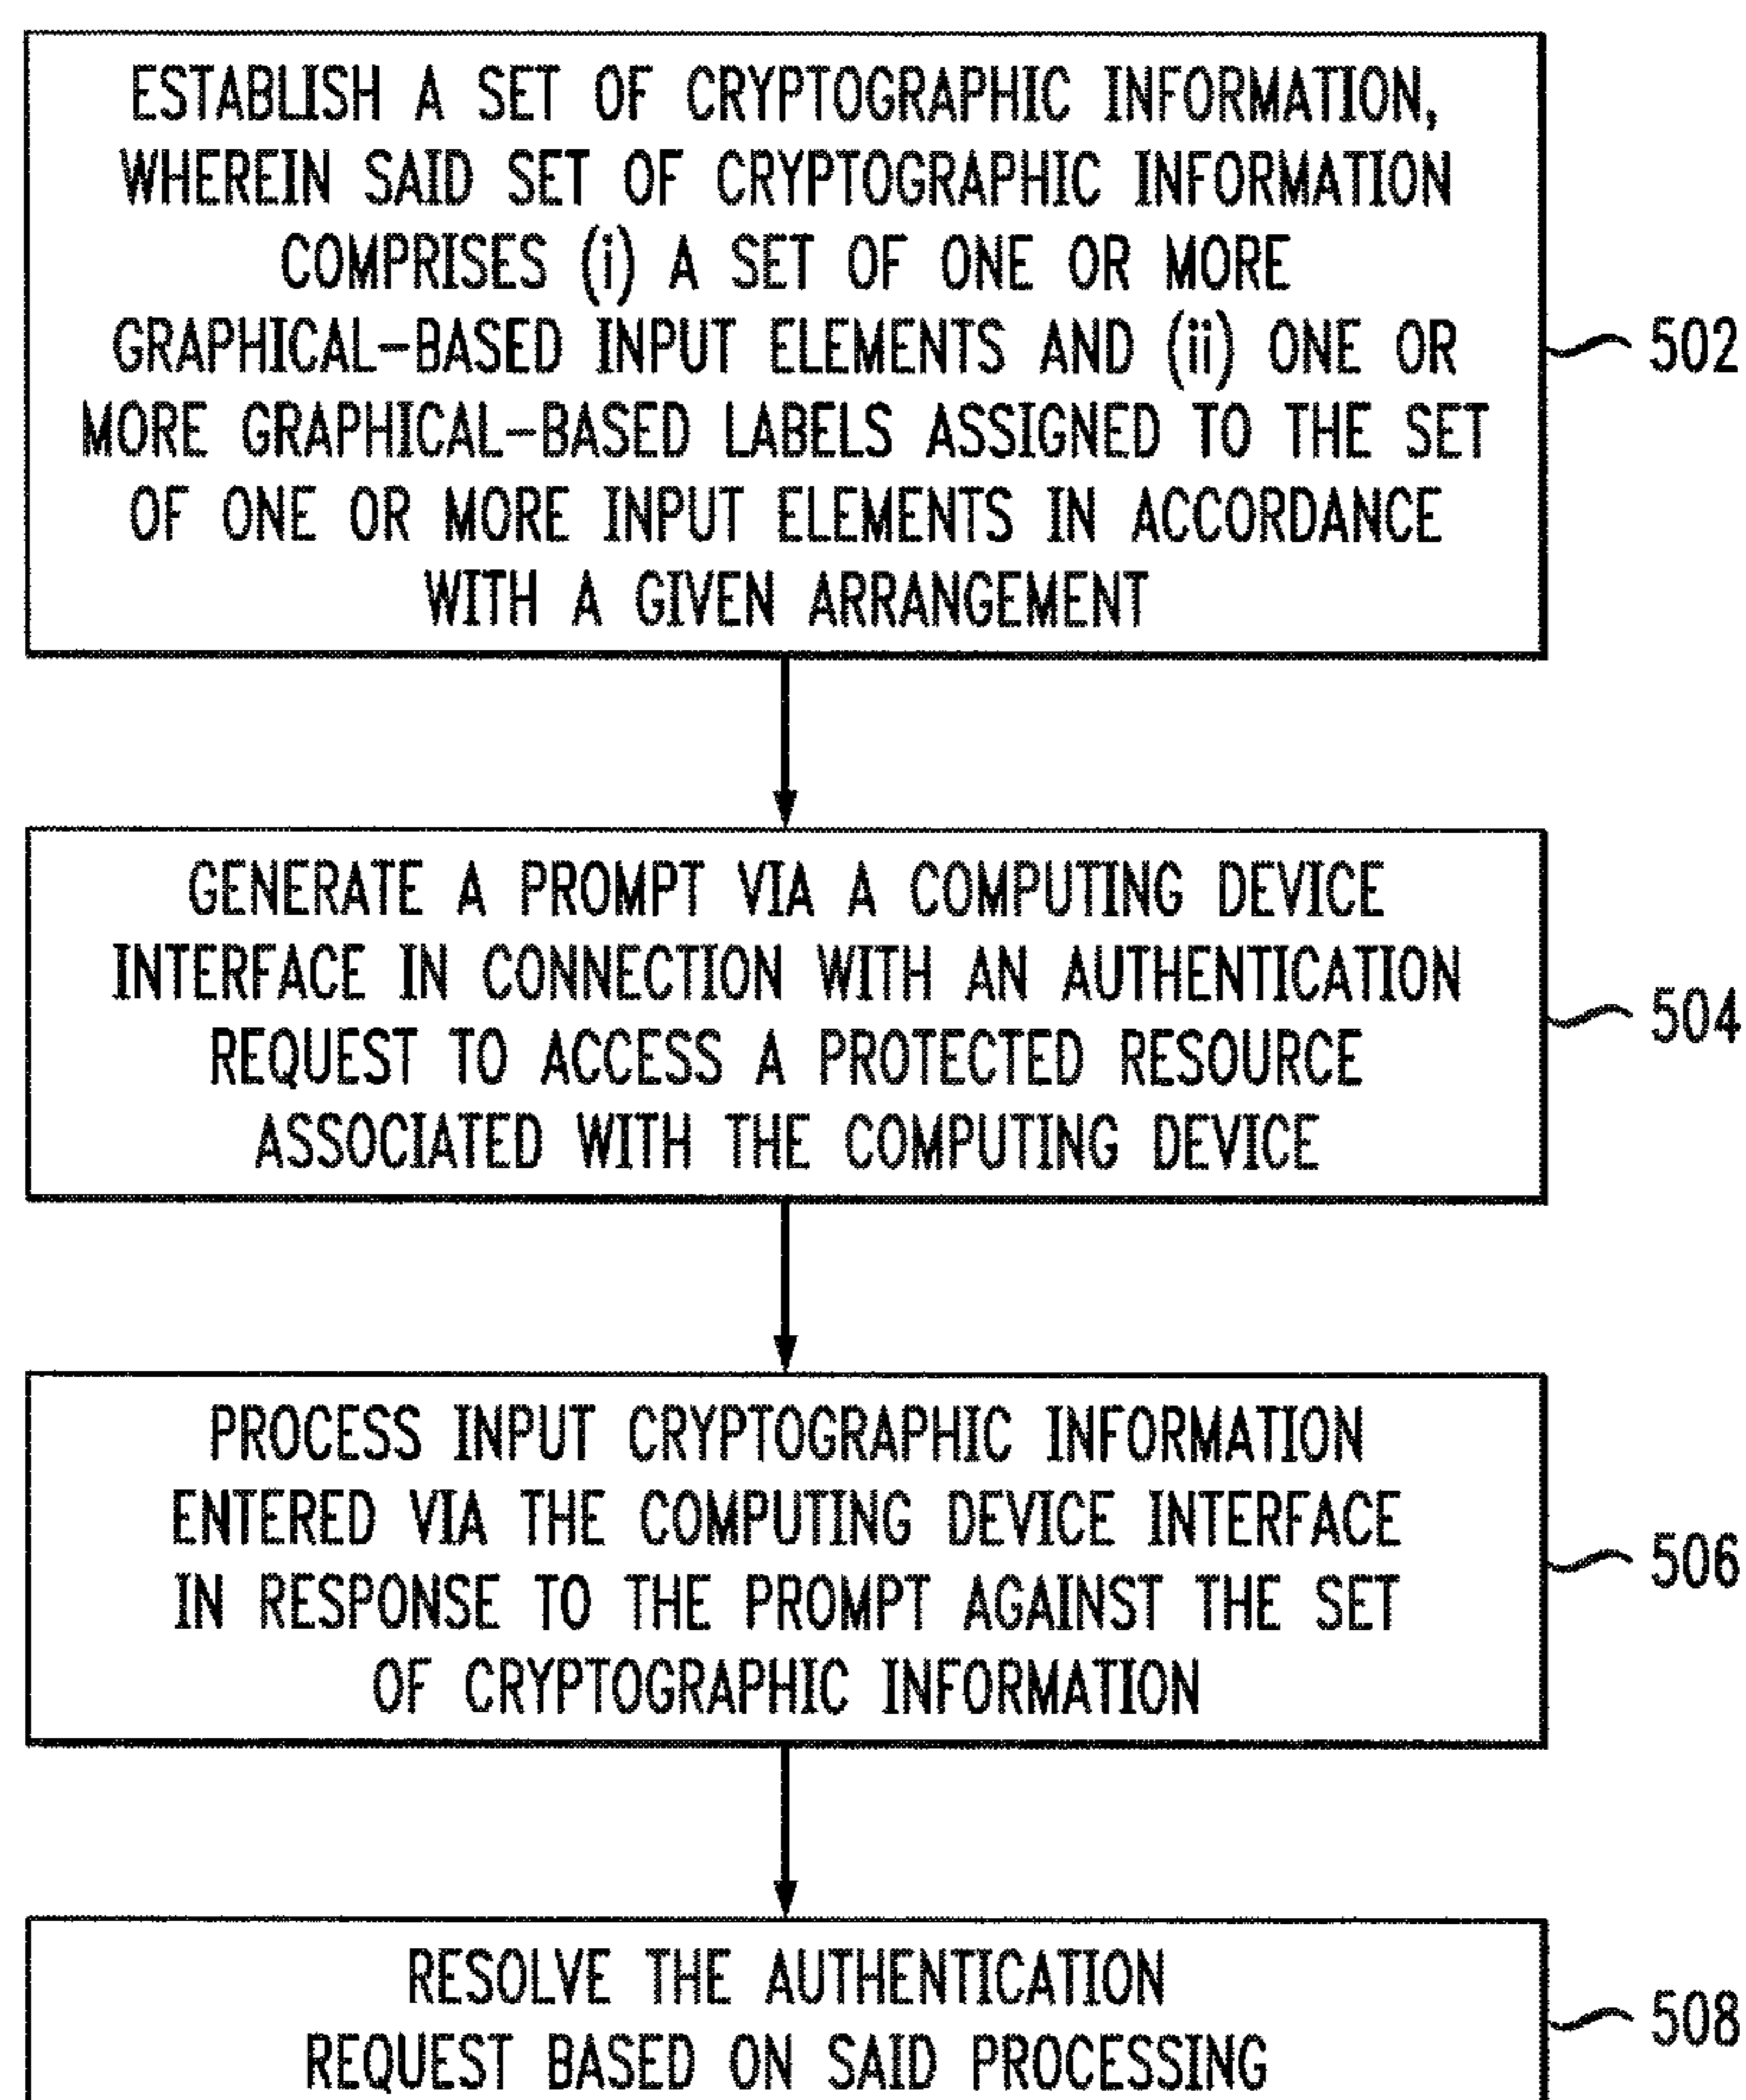 ESTABLISH A SET OF CRYPTOGRAPHIC INFORMATION,
WHEREIN SAID SET OF CRYPTOGRAPHIC INFORMATION
COMPRISES (i) A SET OF ONE OR MORE
GRAPHICAL-BASED INPUT ELEMENTS AND (ii) ONE OR
MORE GRAPHICAL-BASED LABELS ASSIGNED TO THE SET
OF ONE OR MORE INPUT ELEMENTS IN ACCORDANCE
WITH A GIVEN ARRANGEMENT
502
GENERATE A PROMPT VIA A COMPUTING DEVICE
INTERFACE IN CONNECTION WITH AN AUTHENTICATION
REQUEST TO ACCESS A PROTECTED RESOURCE
ASSOCIATED WITH THE COMPUTING DEVICE
504
PROCESS INPUT CRYPTOGRAPHIC INFORMATION
ENTERED VIA THE COMPUTING DEVICE INTERFACE
IN RESPONSE TO THE PROMPT AGAINST THE SET
OF CRYPTOGRAPHIC INFORMATION
506
RESOLVE THE AUTHENTICATION
REQUEST BASED ON SAID PROCESSING
508